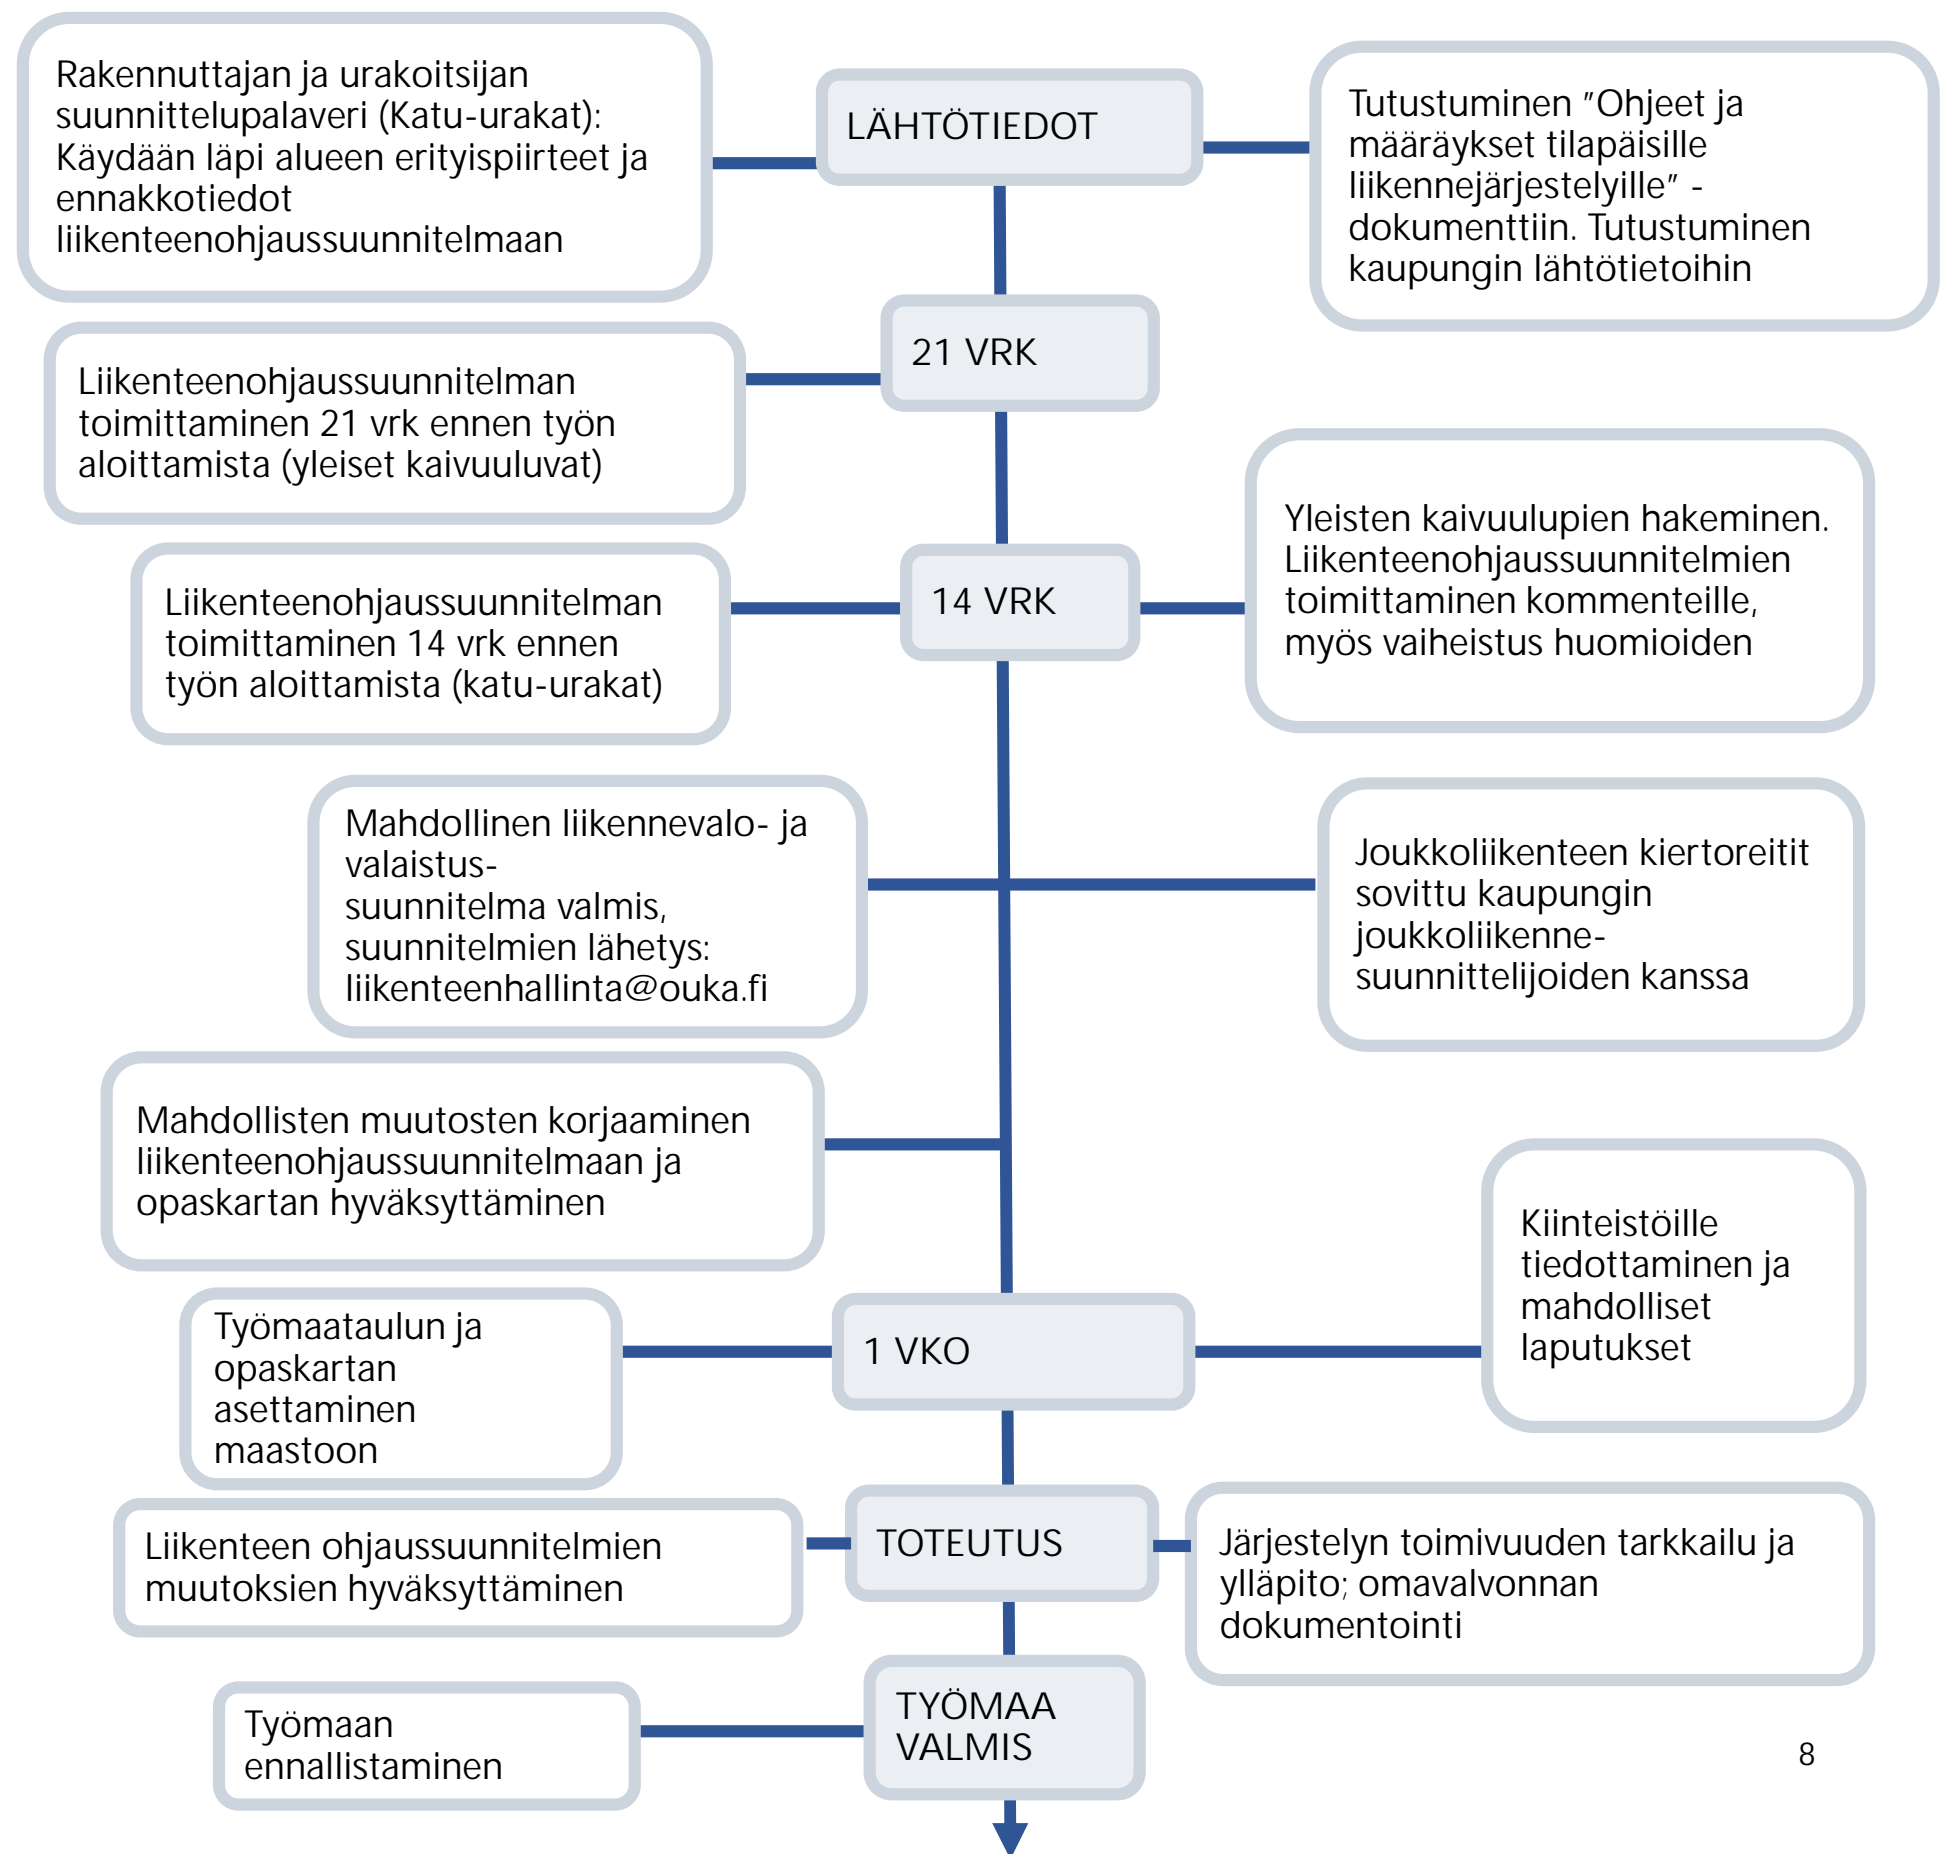 Rakennuttajan ja urakoitsijan
suunnittelupalaveri (Katu-urakat):
Käydään läpi alueen erityispiirteet ja
ennakkotiedot
liikenteenohjaussuunnitelmaan
LÄHTÖTIEDOT
Tutustuminen ”Ohjeet ja
määräykset tilapäisille
liikennejärjestelyille” -
dokumenttiin. Tutustuminen
kaupungin lähtötietoihin
21 VRK
Liikenteenohjaussuunnitelman
toimittaminen 21 vrk ennen työn
aloittamista (yleiset kaivuuluvat)
14 VRK
Yleisten kaivuulupien hakeminen.
Liikenteenohjaussuunnitelmien
toimittaminen kommenteille,
myös vaiheistus huomioiden
Liikenteenohjaussuunnitelman
toimittaminen 14 vrk ennen
työn aloittamista (katu-urakat)
Mahdollinen liikennevalo- ja
valaistus-
suunnitelma valmis,
suunnitelmien lähetys:
liikenteenhallinta@ouka.fi
Joukkoliikenteen kiertoreitit
sovittu kaupungin
joukkoliikenne-
suunnittelijoiden kanssa
Mahdollisten muutosten korjaaminen
liikenteenohjaussuunnitelmaan ja
opaskartan hyväksyttäminen
Työmaataulun ja
opaskartan
asettaminen
maastoon
1 VKO
Kiinteistöille
tiedottaminen ja
mahdolliset
laputukset
Liikenteen ohjaussuunnitelmien
muutoksien hyväksyttäminen
TOTEUTUS
Järjestelyn toimivuuden tarkkailu ja
ylläpito; omavalvonnan
dokumentointi
Työmaan
ennallistaminen
TYÖMAA
VALMIS
8